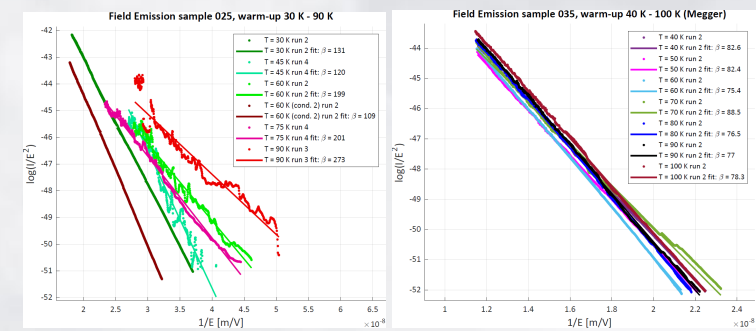 Field Emission sample 025, warm-up 30 K - 90 K
T = 30 K run 2
T = 30 K run 2 fit: β = 131
T = 45 K run 4
T = 45 K run 4 fit: β = 120
T = 60 K run 2
T = 60 K run 2 fit: β = 199
T = 60 K (cond. 2) run 2
T = 60 K (cond. 2) run 2 fit: β = 109
T = 75 K run 4
T = 75 K run 4 fit: β = 201
T = 90 K run 3
T = 90 K run 3 fit: β = 273
-42
-43
-44
-45
-46
-47
-48
-49
-50
-51
-52
log(I/E²)
2 2.5 3 3.5 4 4.5 5 5.5 6 6.5
1/E [m/V]
×10⁻⁸
Field Emission sample 035, warm-up 40 K - 100 K (Megger)
T = 40 K run 2
T = 40 K run 2 fit: β = 82.6
T = 50 K run 2
T = 50 K run 2 fit: β = 82.4
T = 60 K run 2
T = 60 K run 2 fit: β = 75.4
T = 70 K run 2
T = 70 K run 2 fit: β = 88.5
T = 80 K run 2
T = 80 K run 2 fit: β = 76.5
T = 90 K run 2
T = 90 K run 2 fit: β = 77
T = 100 K run 2
T = 100 K run 2 fit: β = 78.3
-44
-45
-46
-47
-48
-49
-50
-51
-52
log(I/E²)
1 1.2 1.4 1.6 1.8 2 2.2 2.4
1/E [m/V]
×10⁻⁸